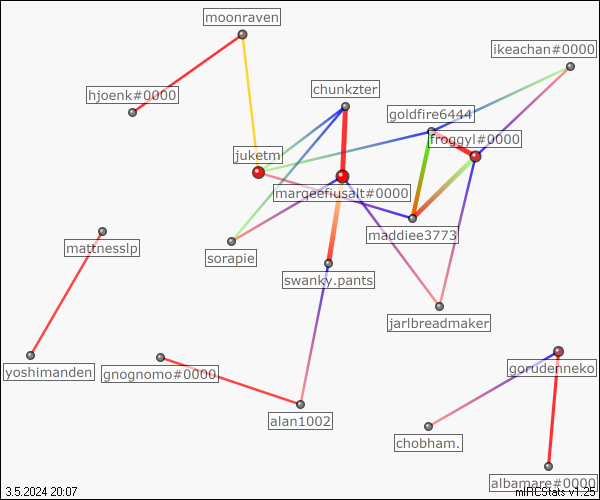 moonraven
ikeachan#0000
hjoenk#0000
chunkzter
goldfire6444
froggyl#0000
juketm
marqeefiusalt#0000
maddiee3773
mattnesslp
sorapie
swanky.pants
jarlbreadmaker
yoshimanden
gnognomo#0000
gorudenneko
alan1002
chobham.
albamare#0000
3.5.2024 20:07
mIRCStats v1.25